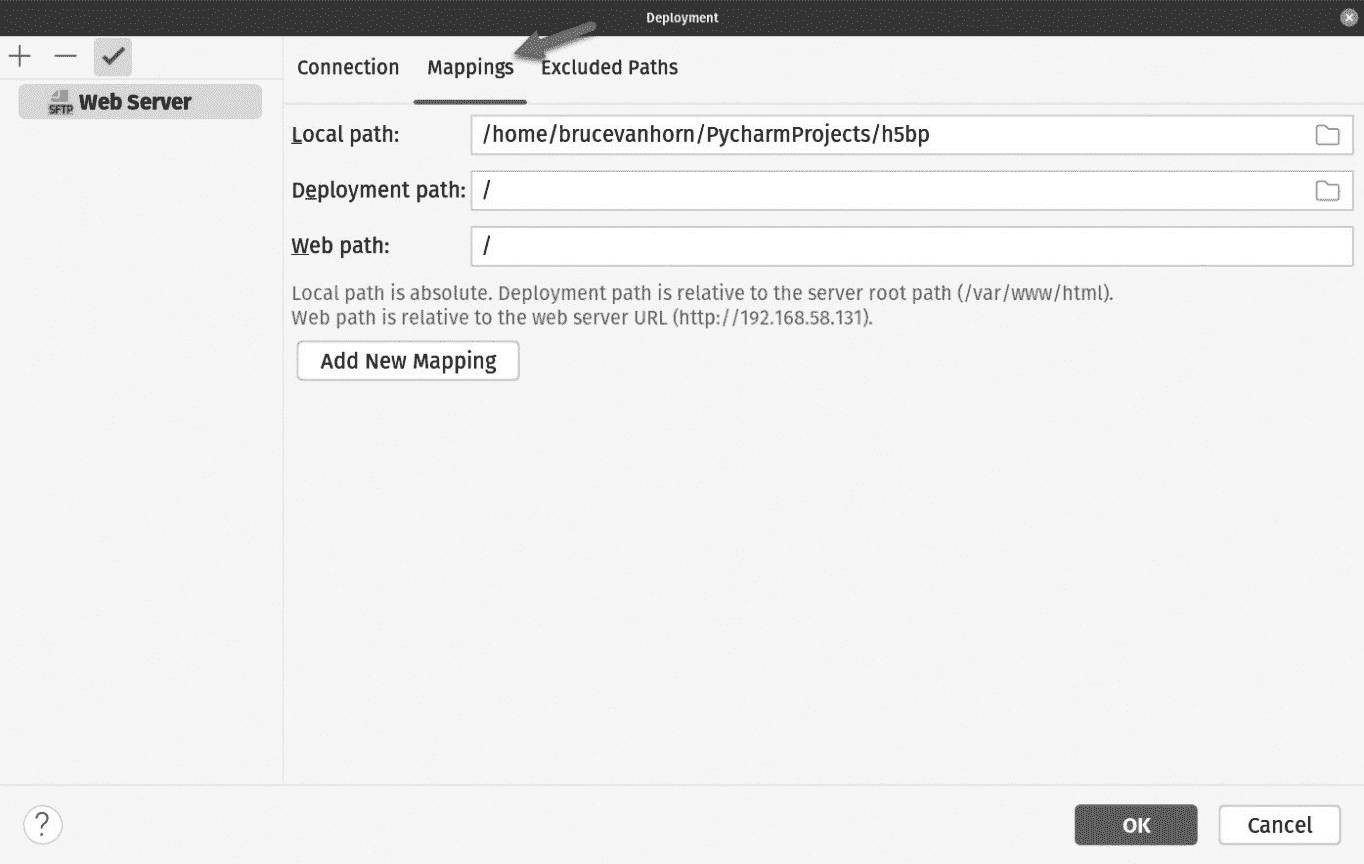 Deployment
Connection Mappings Excluded Paths
SFTP Web Server
Local path: /home/brucevanhorn/PycharmProjects/h5bp
Deployment path: /
Web path: /
Local path is absolute. Deployment path is relative to the server root path (/var/www/html).
Web path is relative to the web server URL (http://192.168.58.131).
Add New Mapping
? OK Cancel